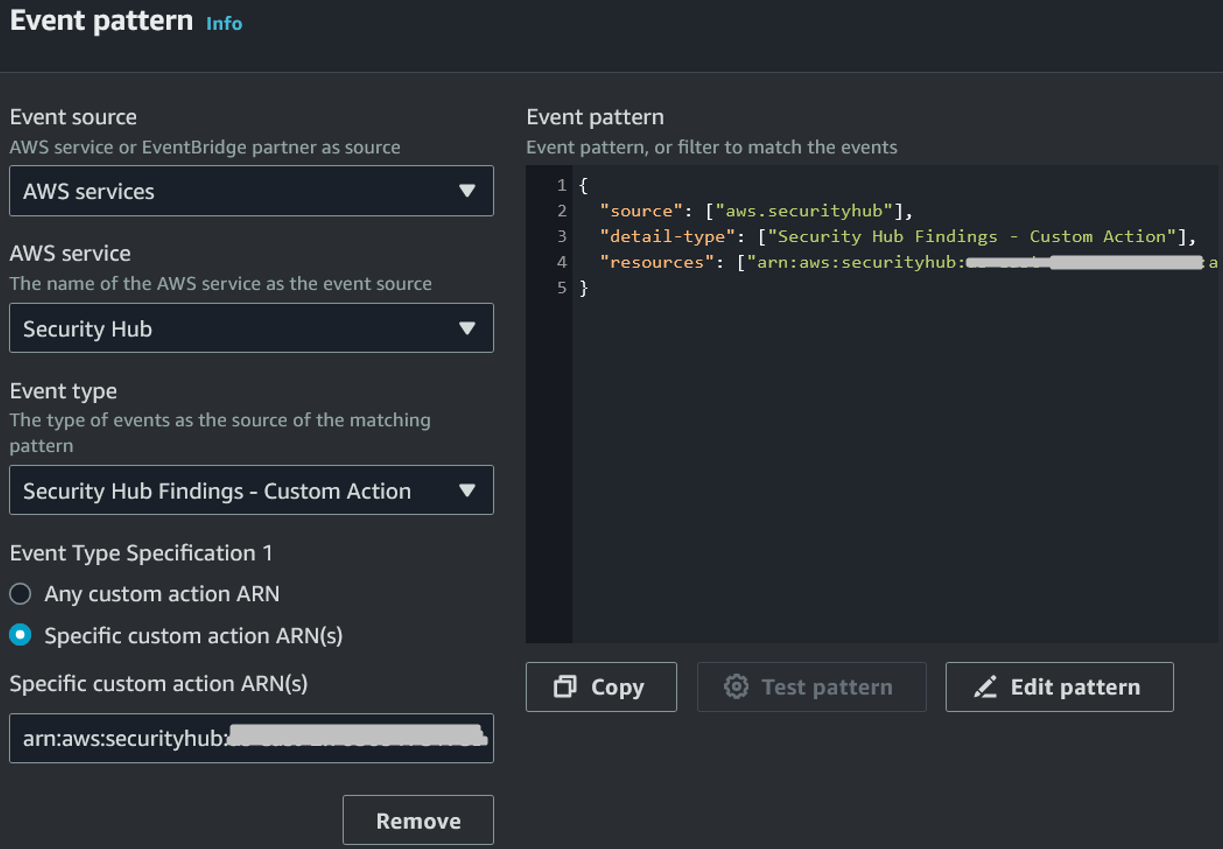 Event pattern Info
Event source
AWS service or EventBridge partner as source
AWS services
AWS service
The name of the AWS service as the event source
Security Hub
Event type
The type of events as the source of the matching
pattern
Security Hub Findings - Custom Action
Event Type Specification 1
Any custom action ARN
Specific custom action ARN(s)
Specific custom action ARN(s)
arn:aws:securityhub:
Remove
Event pattern
Event pattern, or filter to match the events
1 {
2 "source": ["aws.securityhub"],
3 "detail-type": ["Security Hub Findings - Custom Action"],
4 "resources": ["arn:aws:securityhub: :a
5 }
Copy
Test pattern
Edit pattern